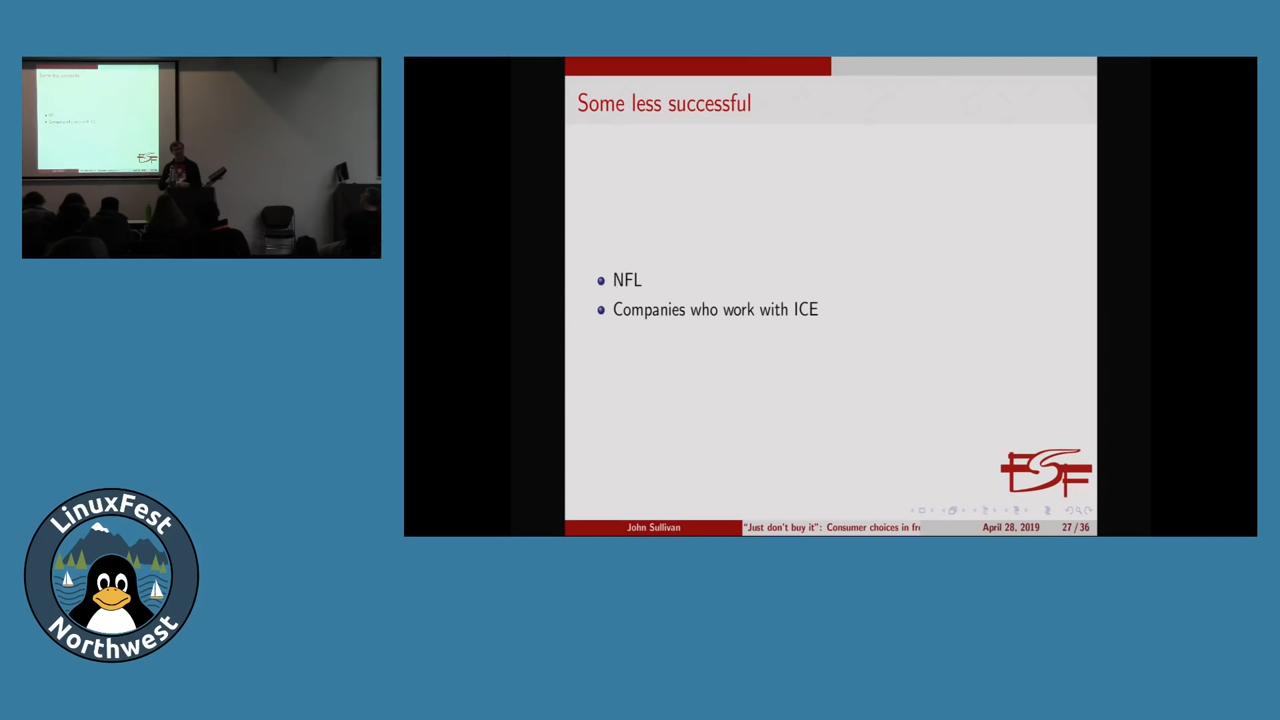 Some less successful
NFL
Companies who work with ICE
FSF
John Sullivan
"Just don't buy it": Consumer choices in fre
April 28, 2019
27 / 36
LinuxFest
Northwest